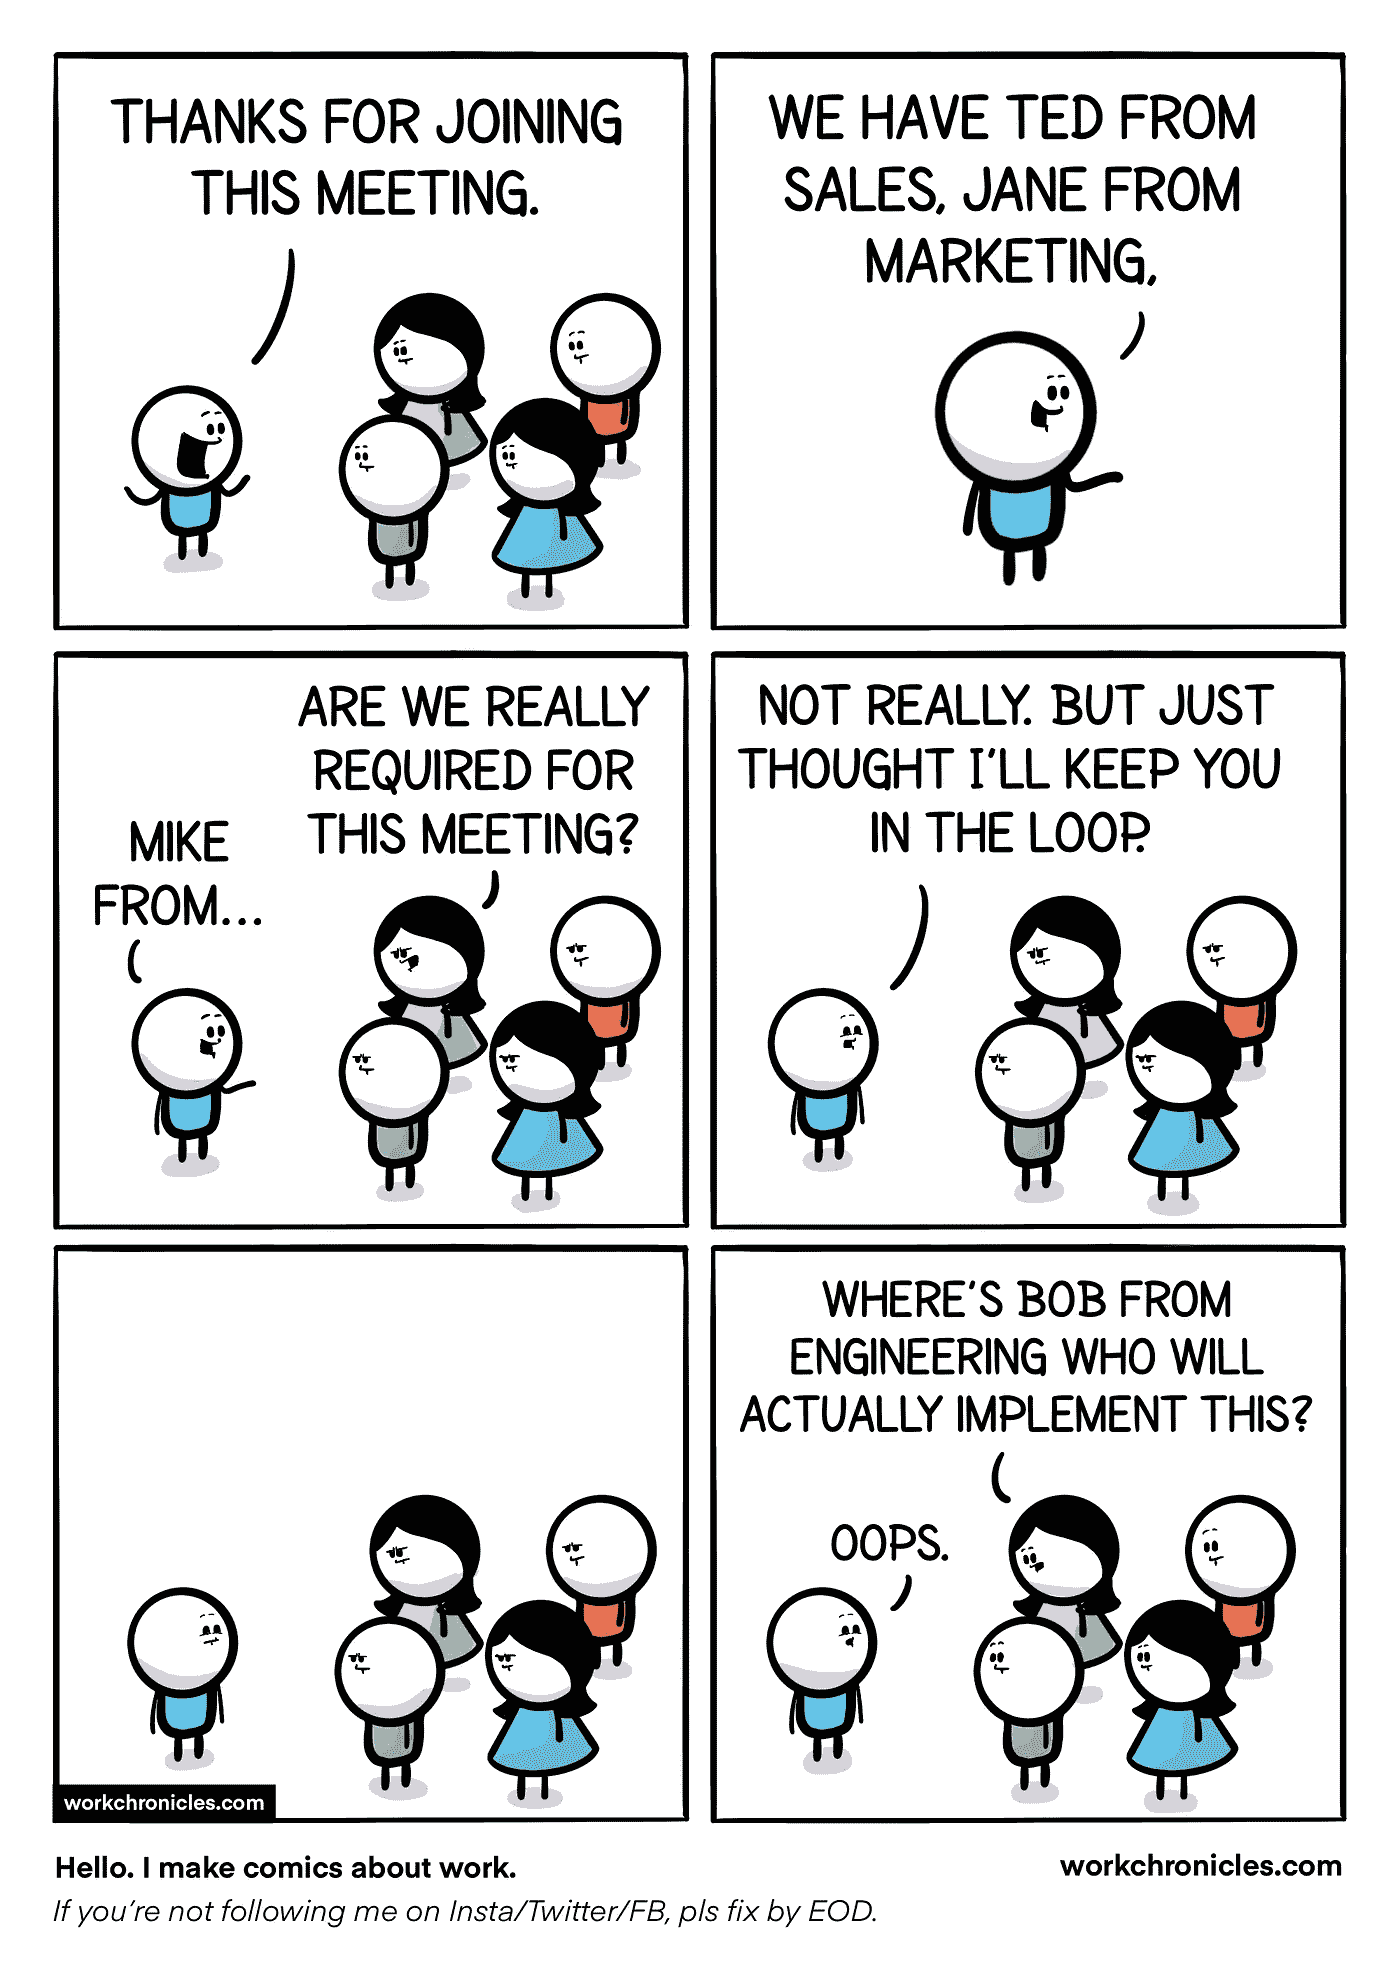 THANKS FOR JOINING
THIS MEETING.
WE HAVE TED FROM
SALES, JANE FROM
MARKETING,
MIKE
FROM...
ARE WE REALLY
REQUIRED FOR
THIS MEETING?
NOT REALLY. BUT JUST
THOUGHT I'LL KEEP YOU
IN THE LOOP.
WHERE'S BOB FROM
ENGINEERING WHO WILL
ACTUALLY IMPLEMENT THIS?
OOPS.
workchronicles.com
Hello. I make comics about work.
workchronicles.com
If you're not following me on Insta/Twitter/FB, pls fix by EOD.